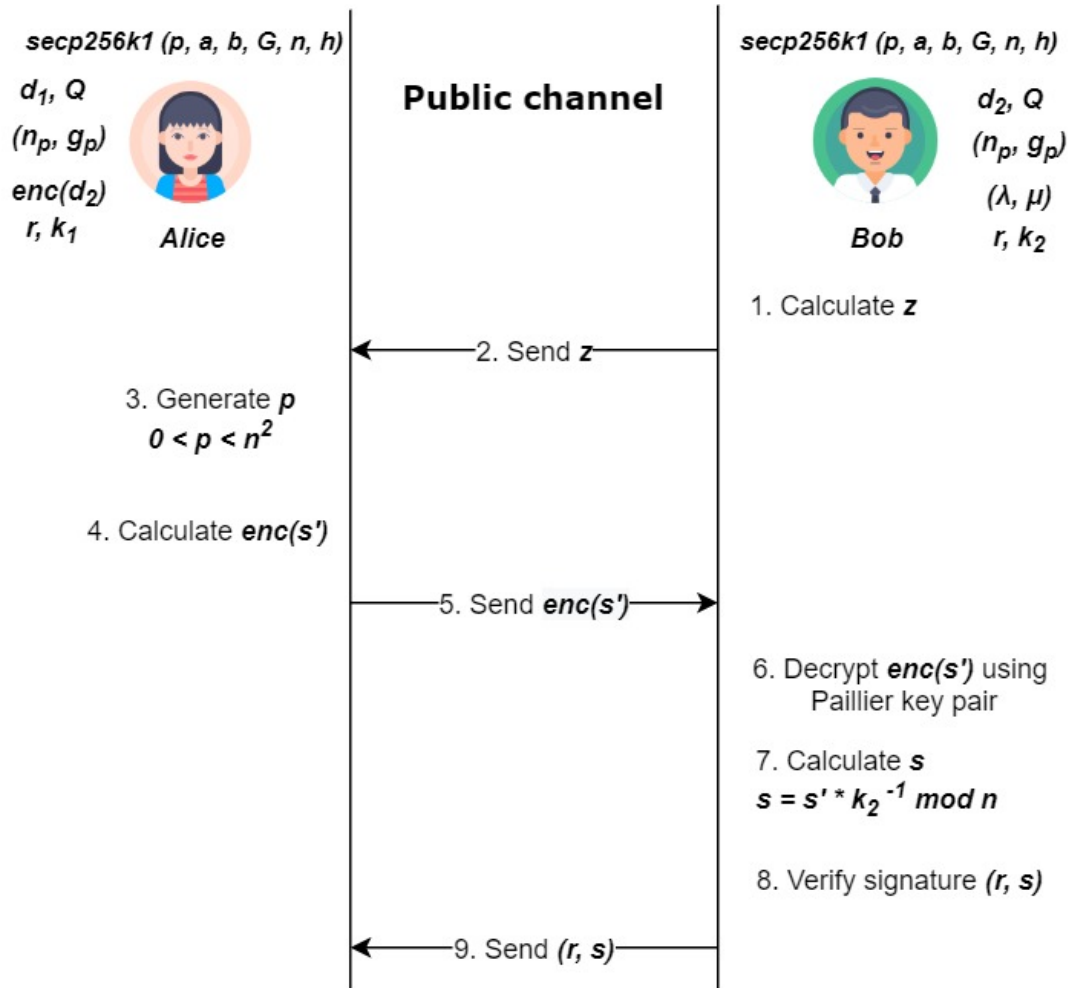 secp256k1 (p, a, b, G, n, h)
d₁, Q
(nₚ, gₚ)
enc(d₂)
r, k₁
Alice
Public channel
secp256k1 (p, a, b, G, n, h)
d₂, Q
(nₚ, gₚ)
(λ, μ)
r, k₂
Bob
1. Calculate z
2. Send z
3. Generate p
0 < p < n²
4. Calculate enc(s')
5. Send enc(s')
6. Decrypt enc(s') using
Paillier key pair
7. Calculate s
s = s' * k₂⁻¹ mod n
8. Verify signature (r, s)
9. Send (r, s)